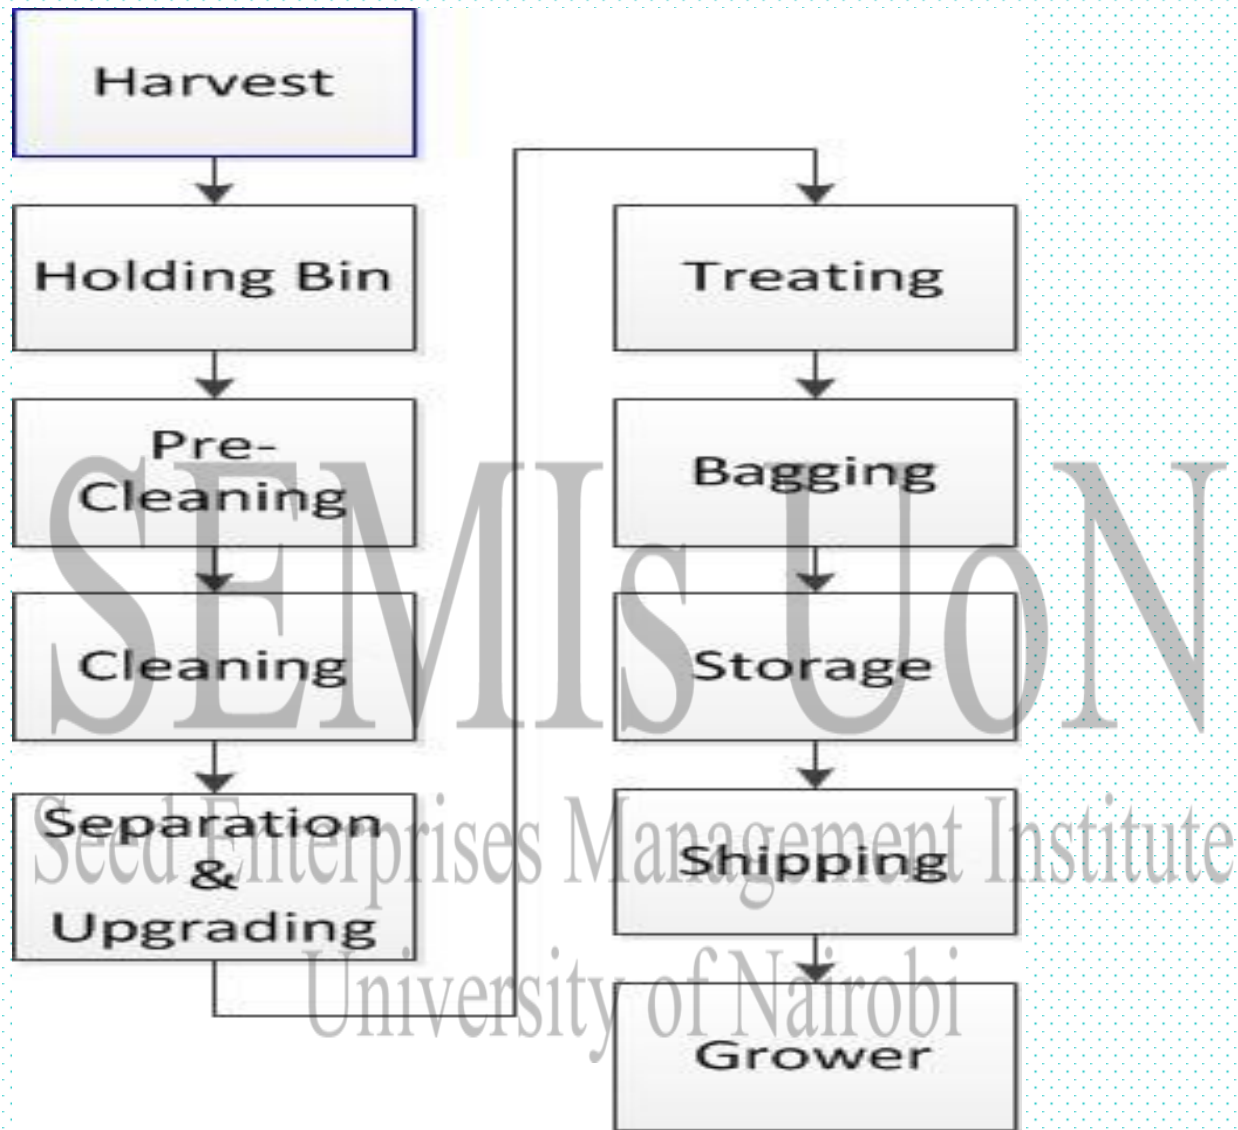 Harvest
Holding Bin
Pre-
Cleaning
Cleaning
Separation
&
Upgrading
Treating
Bagging
Storage
Shipping
Grower
SEMIs UoN
Seed Enterprises Management Institute
University of Nairobi